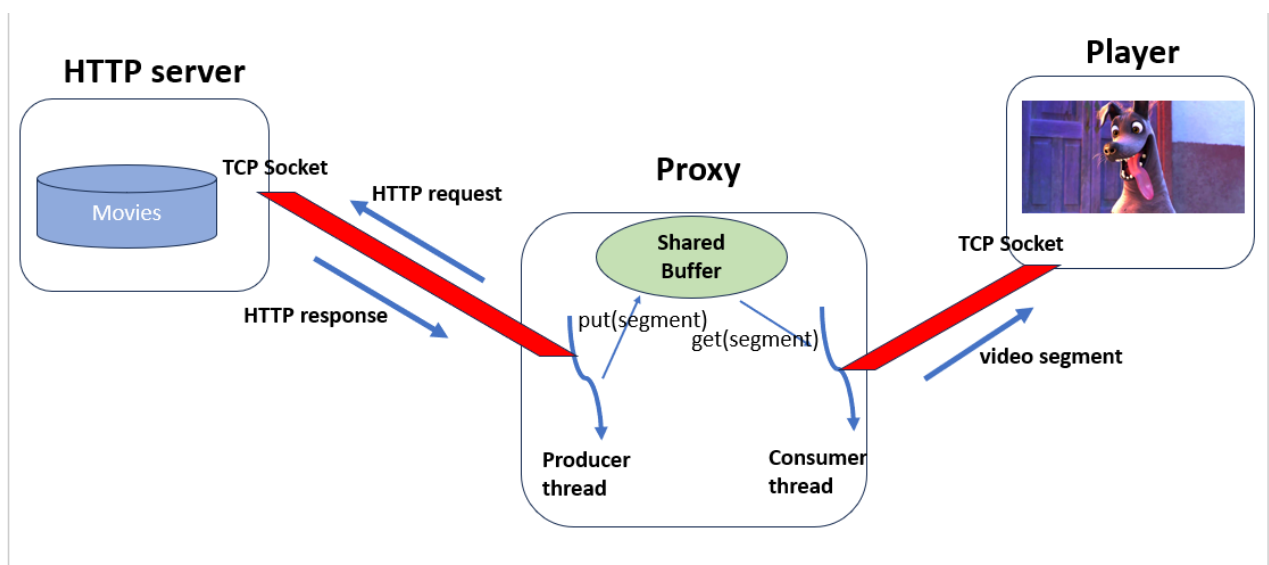 HTTP server
Player
TCP Socket
Movies
HTTP request
Proxy
Shared
Buffer
TCP Socket
HTTP response
put(segment)
get(segment)
video segment
Producer
thread
Consumer
thread